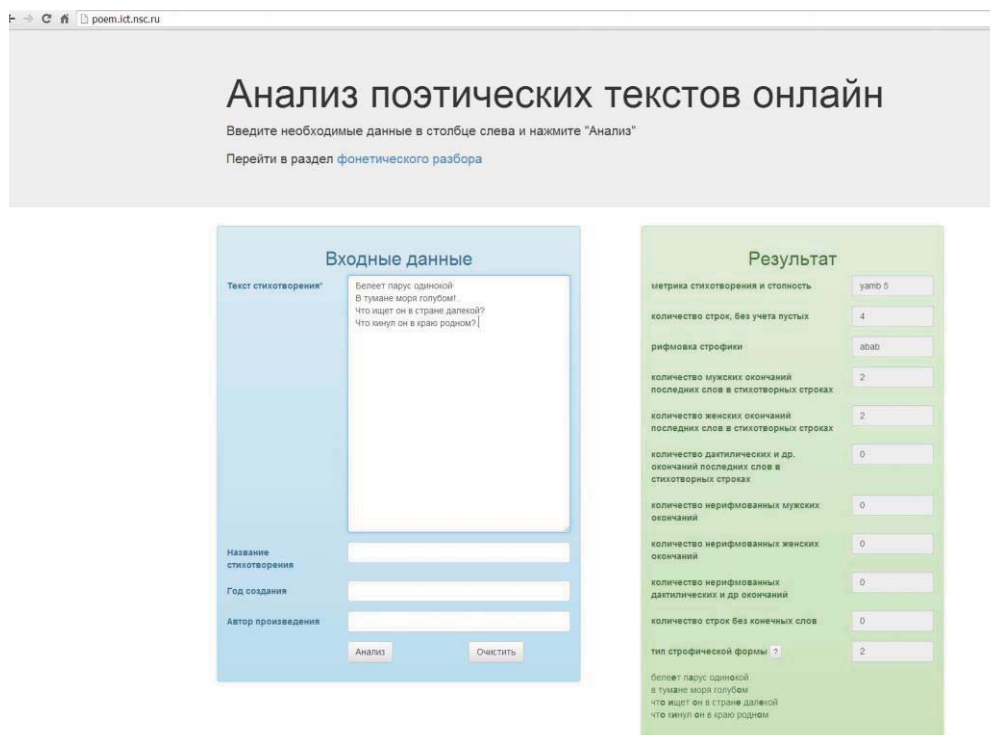 poem.ict.nsc.ru
Анализ поэтических текстов онлайн
Введите необходимые данные в столбце слева и нажмите "Анализ"
Перейти в раздел фонетического разбора
Входные данные
Текст стихотворения*
Белеет парус одинокой
В тумане моря голубом!..
Что ищет он в стране далекой?
Что кинул он в краю родном?
Название
стихотворения
Год создания
Автор произведения
Анализ
Очистить
Результат
метрика стихотворения и стопность
yamb 5
количество строк, без учета пустых
4
рифмовка строфики
abab
количество мужских окончаний
последних слов в стихотворных строках
2
количество женских окончаний
последних слов в стихотворных строках
2
количество дактилических и др.
окончаний последних слов в
стихотворных строках
0
количество нерифмованных мужских
окончаний
0
количество нерифмованных женских
окончаний
0
количество нерифмованных
дактилических и др окончаний
0
количество строк без конечных слов
0
тип строфической формы ?
2
белеет парус одинокой
в тумане моря голубом
что ищет он в стране далекой
что кинул он в краю родном